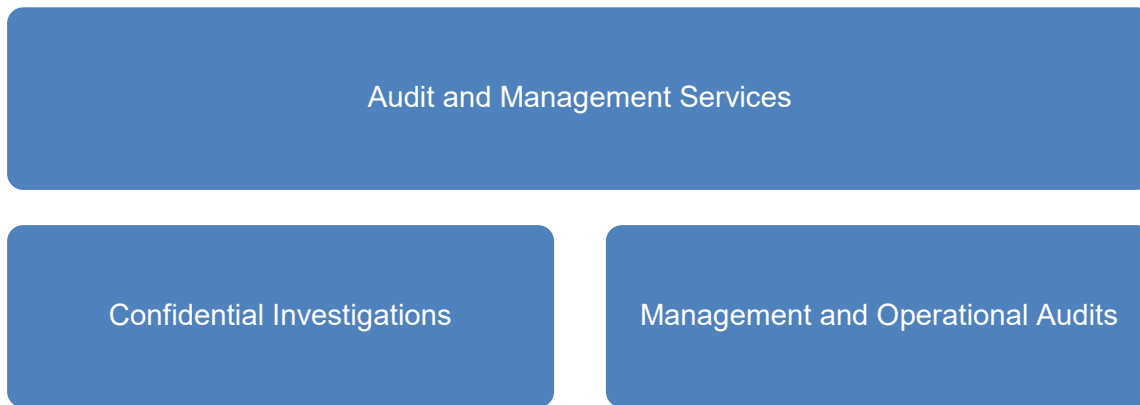 Audit and Management Services
Confidential Investigations
Management and Operational Audits